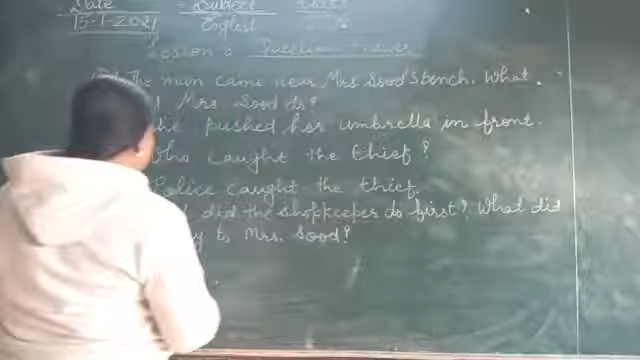 Date Subject Class
15-1-2021 English
Lesson:
The man came near Mrs Sood's bench. What
Mrs Sood do?
pushed her umbrella in front.
Who caught the thief?
Police caught the thief.
did the shopkeeper do first? What did
to Mrs. Sood?